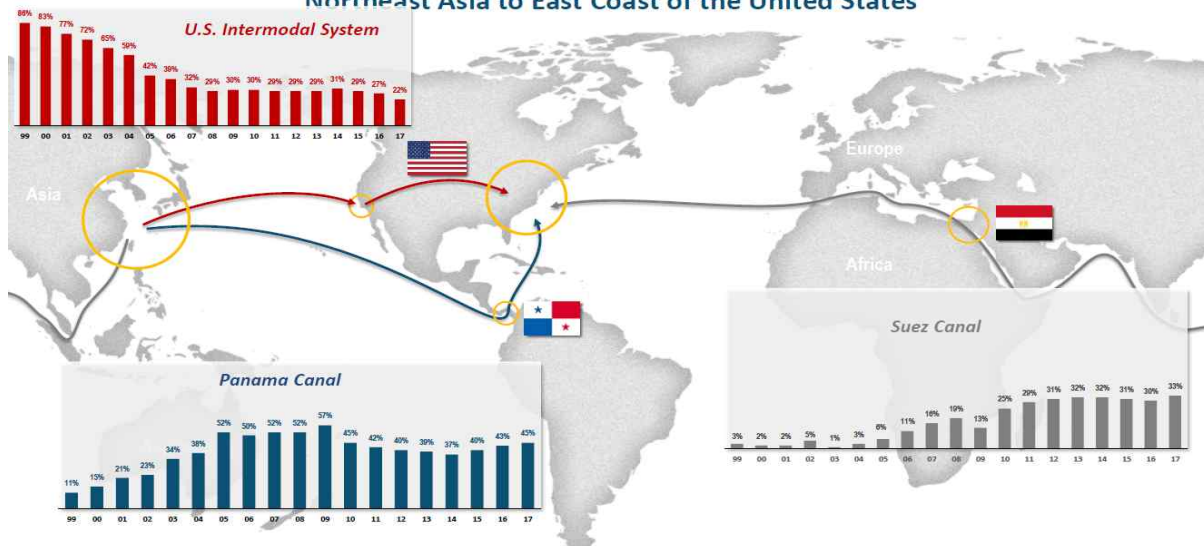 Northeast Asia to East Coast of the United States
U.S. Intermodal System
86% 83% 77% 72% 65% 59% 42% 39% 32% 29% 30% 30% 29% 29% 29% 31% 29% 27% 22%
99 00 01 02 03 04 05 06 07 08 09 10 11 12 13 14 15 16 17
Asia
Europe
Africa
Suez Canal
3% 2% 2% 5% 1% 3% 6% 11% 16% 19% 13% 25% 29% 31% 32% 32% 31% 30% 33%
99 00 01 02 03 04 05 06 07 08 09 10 11 12 13 14 15 16 17
Panama Canal
11% 15% 21% 23% 34% 38% 52% 50% 52% 52% 57% 45% 42% 40% 39% 37% 40% 43% 45%
99 00 01 02 03 04 05 06 07 08 09 10 11 12 13 14 15 16 17